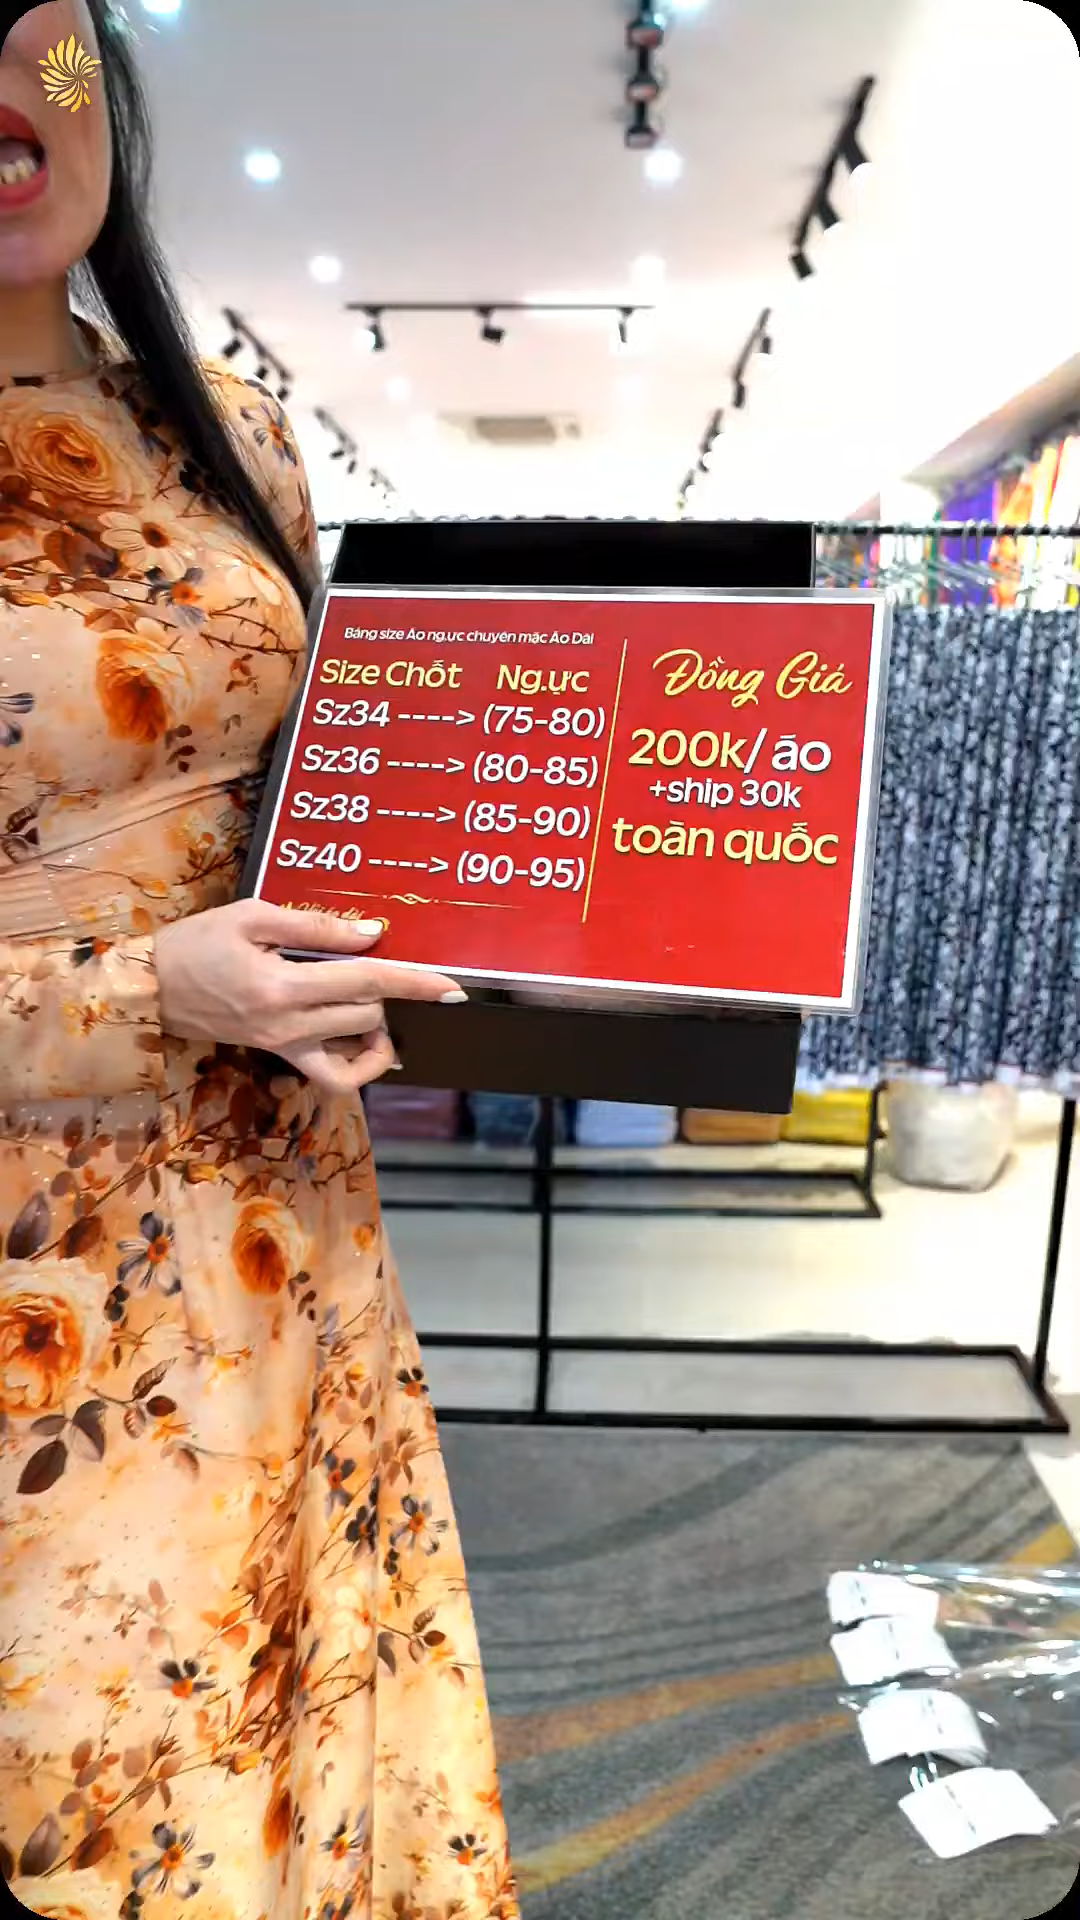 Bảng size Áo ng.ực chuyên mặc Áo Dài
Size Chốt Ng.ực
Sz34 ----> (75-80)
Sz36 ----> (80-85)
Sz38 ----> (85-90)
Sz40 ----> (90-95)
Đồng Giá
200k/ áo
+ship 30k
toàn quốc